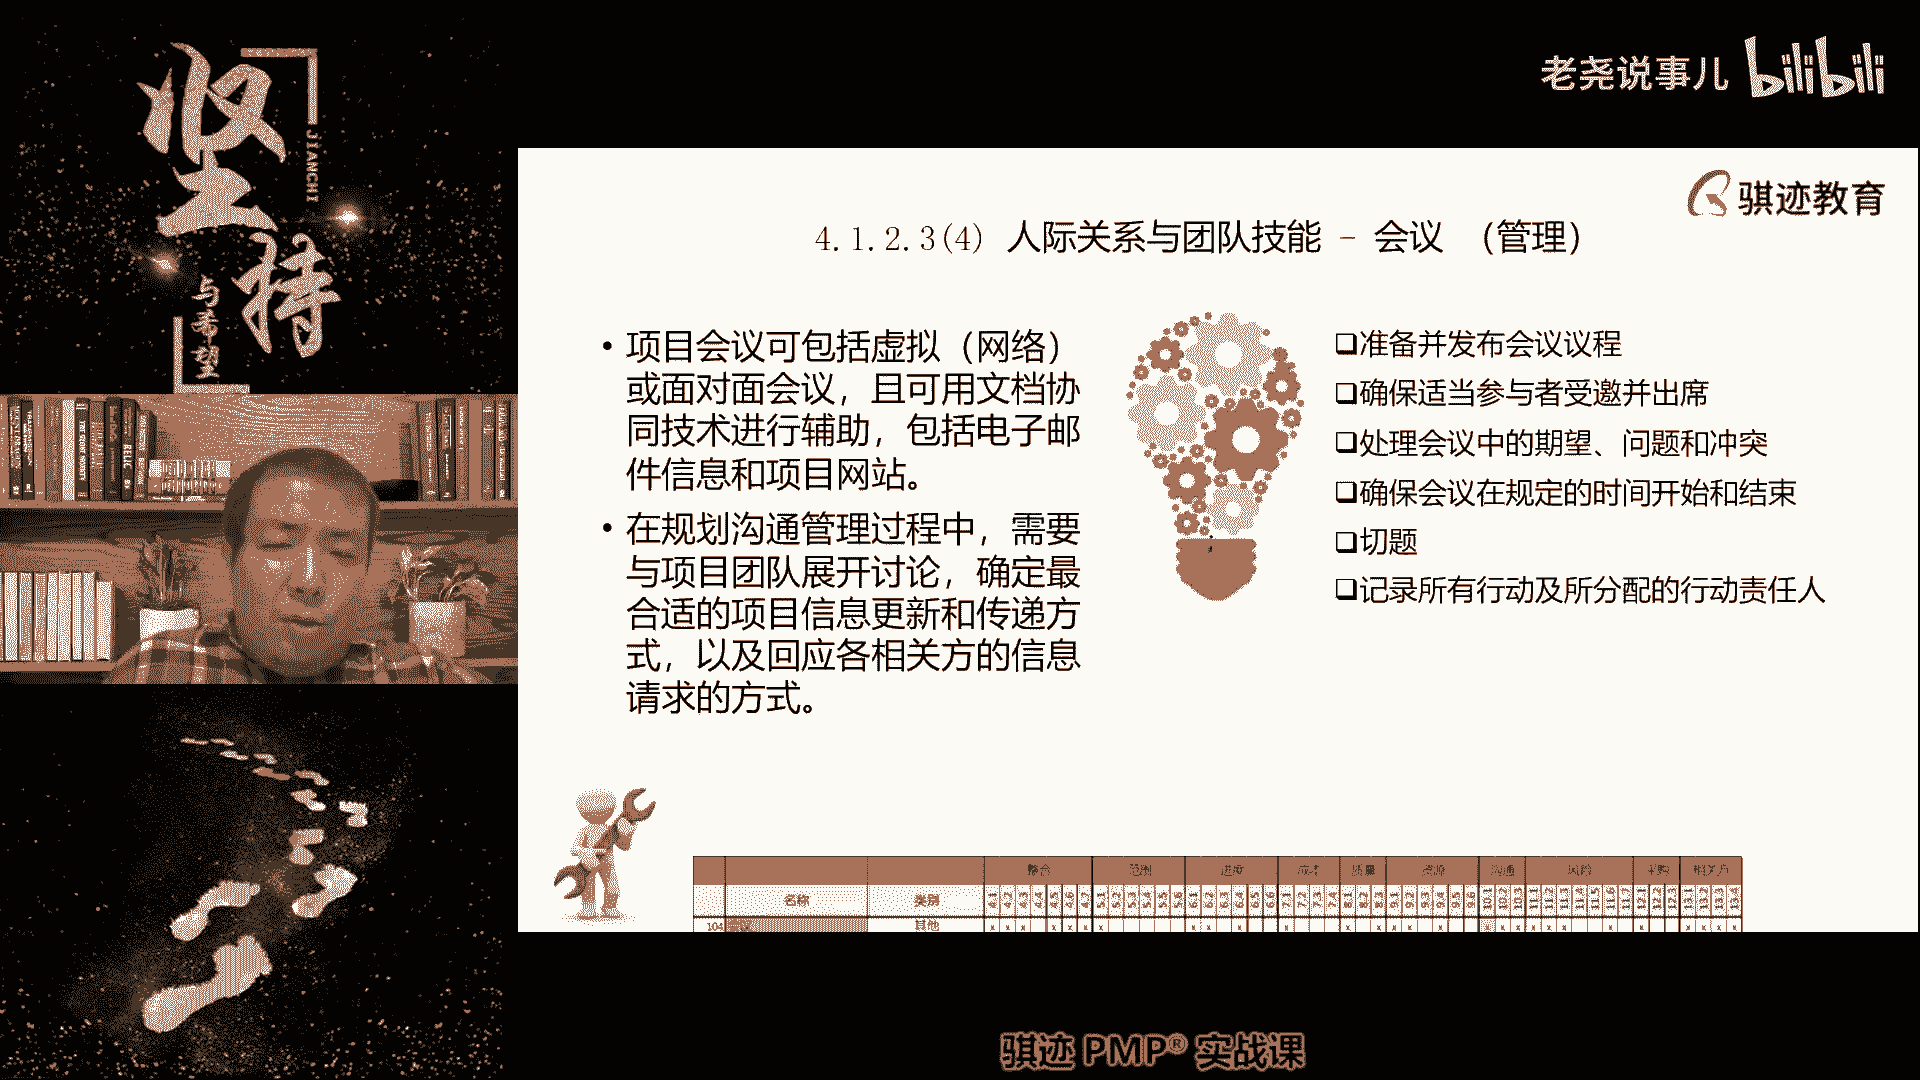 坚持
JIANCHI
与希望
老尧说事儿 bilibili
骐迹教育
4.1.2.3(4) 人际关系与团队技能 - 会议 （管理）
• 项目会议可包括虚拟（网络）
或面对面会议，且可用文档协
同技术进行辅助，包括电子邮
件信息和项目网站。
• 在规划沟通管理过程中，需要
与项目团队展开讨论，确定最
合适的项目信息更新和传递方
式，以及回应各相关方的信息
请求的方式。
❑准备并发布会议议程
❑确保适当参与者受邀并出席
❑处理会议中的期望、问题和冲突
❑确保会议在规定的时间开始和结束
❑切题
❑记录所有行动及所分配的行动责任人
整合 范围 进度 成本 质量 资源 沟通 风险 采购 相关方
名称 类别
104 会议 其他
骐迹 PMP® 实战课